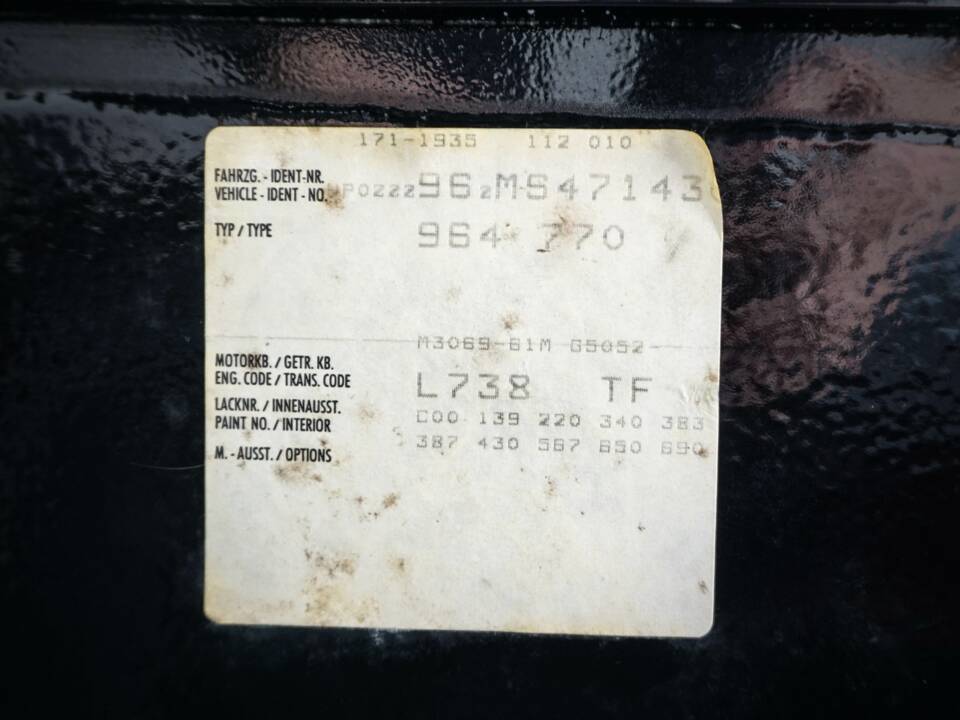 171-1935 112 010
FAHRZG. - IDENT-NR.
VEHICLE - IDENT - NO. WP0ZZZ96ZMS47143
TYP / TYPE 964 770
M3069-61M G5052
MOTORKB. / GETR. KB.
ENG. CODE / TRANS. CODE L738 TF
LACKNR. / INNENAUSST.
PAINT NO. / INTERIOR C00 139 220 340 383
387 430 567 650 690
M. - AUSST. / OPTIONS